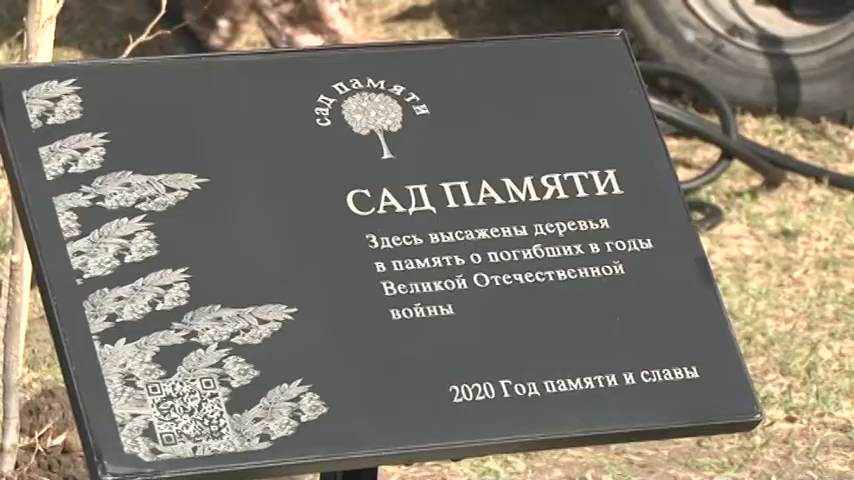 сад памяти
САД ПАМЯТИ
Здесь высажены деревья
в память о погибших в годы
Великой Отечественной
войны
2020 Год памяти и славы